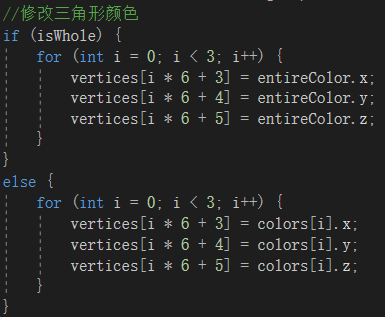 //修改三角形颜色
if (isWhole) {
    for (int i = 0; i < 3; i++) {
        vertices[i * 6 + 3] = entireColor.x;
        vertices[i * 6 + 4] = entireColor.y;
        vertices[i * 6 + 5] = entireColor.z;
    }
}
else {
    for (int i = 0; i < 3; i++) {
        vertices[i * 6 + 3] = colors[i].x;
        vertices[i * 6 + 4] = colors[i].y;
        vertices[i * 6 + 5] = colors[i].z;
    }
}